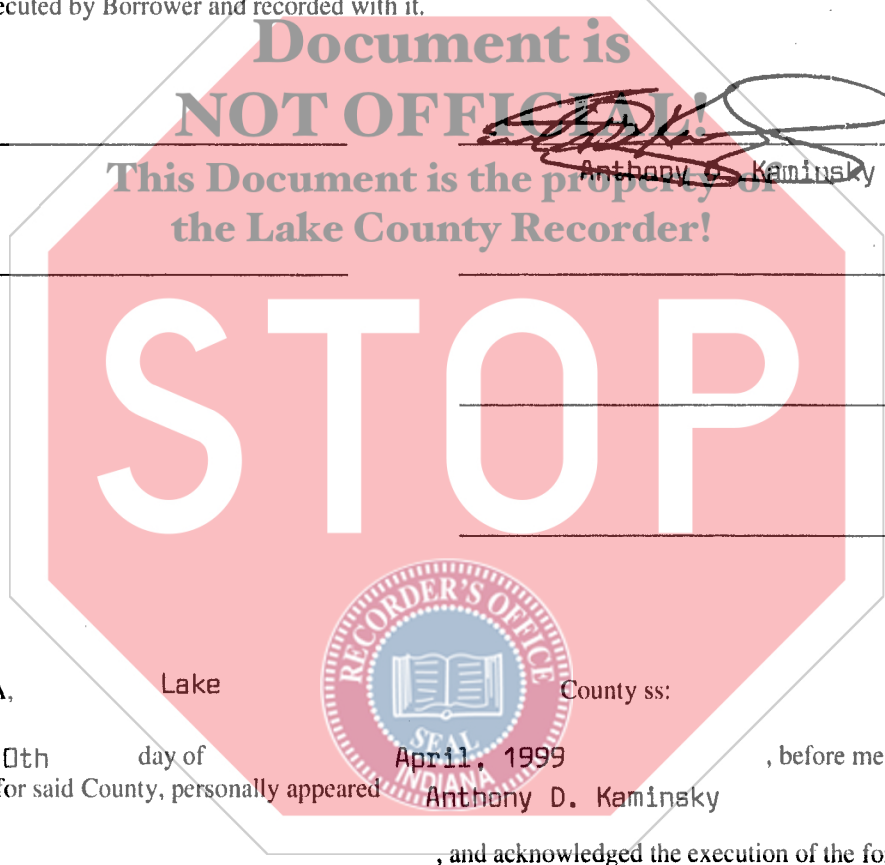 ecuted by Borrower and recorded with it.
Document is
NOT OFFICIAL!
This Document is the property of
Anthony D. Kaminsky
the Lake County Recorder!
STOP
RECORDER'S OFFICE
SEAL
INDIANA
A, Lake County ss:
0th day of April, 1999 , before me
for said County, personally appeared Anthony D. Kaminsky
, and acknowledged the execution of the fo